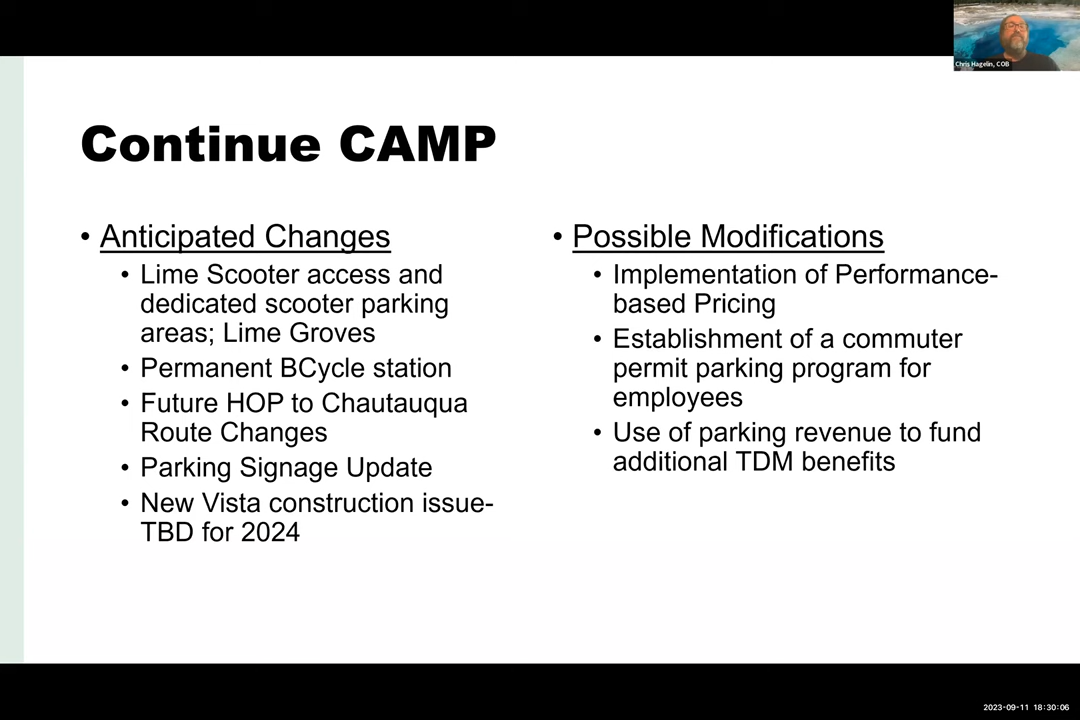 Chris Hagelin, COB
Continue CAMP
• Anticipated Changes
• Lime Scooter access and
dedicated scooter parking
areas; Lime Groves
• Permanent BCycle station
• Future HOP to Chautauqua
Route Changes
• Parking Signage Update
• New Vista construction issue-
TBD for 2024
• Possible Modifications
• Implementation of Performance-
based Pricing
• Establishment of a commuter
permit parking program for
employees
• Use of parking revenue to fund
additional TDM benefits
2023-09-11 18:30:06